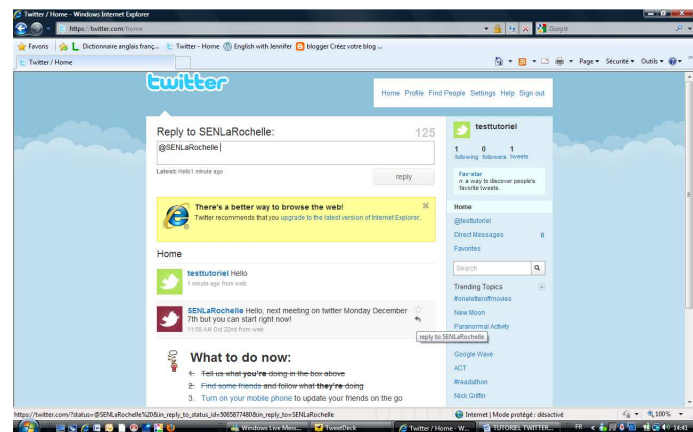 Twitter / Home - Windows Internet Explorer
https://twitter.com/home
Google
Favoris Dictionnaire anglais franç... Twitter - Home English with Jennifer blogger Créez votre blog ...
Twitter / Home
Page Sécurité Outils
twitter
Home Profile Find People Settings Help Sign out
Reply to SENLaRochelle: 125
@SENLaRochelle
Latest: Hello 1 minute ago
reply
There's a better way to browse the web!
Twitter recommends that you upgrade to the latest version of Internet Explorer.
Home
testtutoriel Hello
1 minute ago from web
SENLaRochelle Hello, next meeting on twitter Monday December
7th but you can start right now!
11:58 AM Oct 22nd from web
reply to SENLaRochelle
What to do now:
1. Tell us what you're doing in the box above
2. Find some friends and follow what they're doing
3. Turn on your mobile phone to update your friends on the go
testtutoriel
1 0 1
following followers tweets
Favstar
n. a way to discover people's
favorite tweets.
Home
@testtutoriel
Direct Messages 0
Favorites
Search
Trending Topics
#oneletteroffmovies
New Moon
Paranormal Activity
Google Wave
ACT
#readathon
Nick Griffin
https://twitter.com/?status=@SENLaRochelle%20&in_reply_to_status_id=5065877480&in_reply_to=SENLaRochelle
Internet | Mode protégé : désactivé
100%
Windows Live Mess...
TweetDeck
Twitter / Home - W...
TUTORIEL TWITTER...
FR
14:41